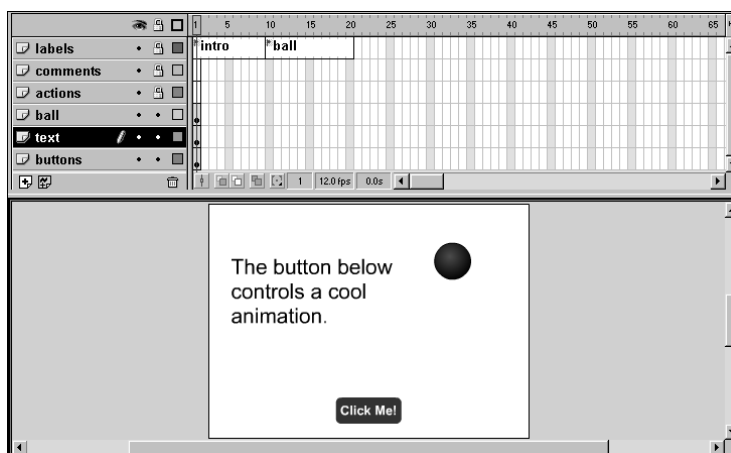 1 5 10 15 20 25 30 35 40 45 50 55 60 65
labels intro ball
comments
actions
ball
text
buttons
1 12.0 fps 0.0s
The button below
controls a cool
animation.
Click Me!